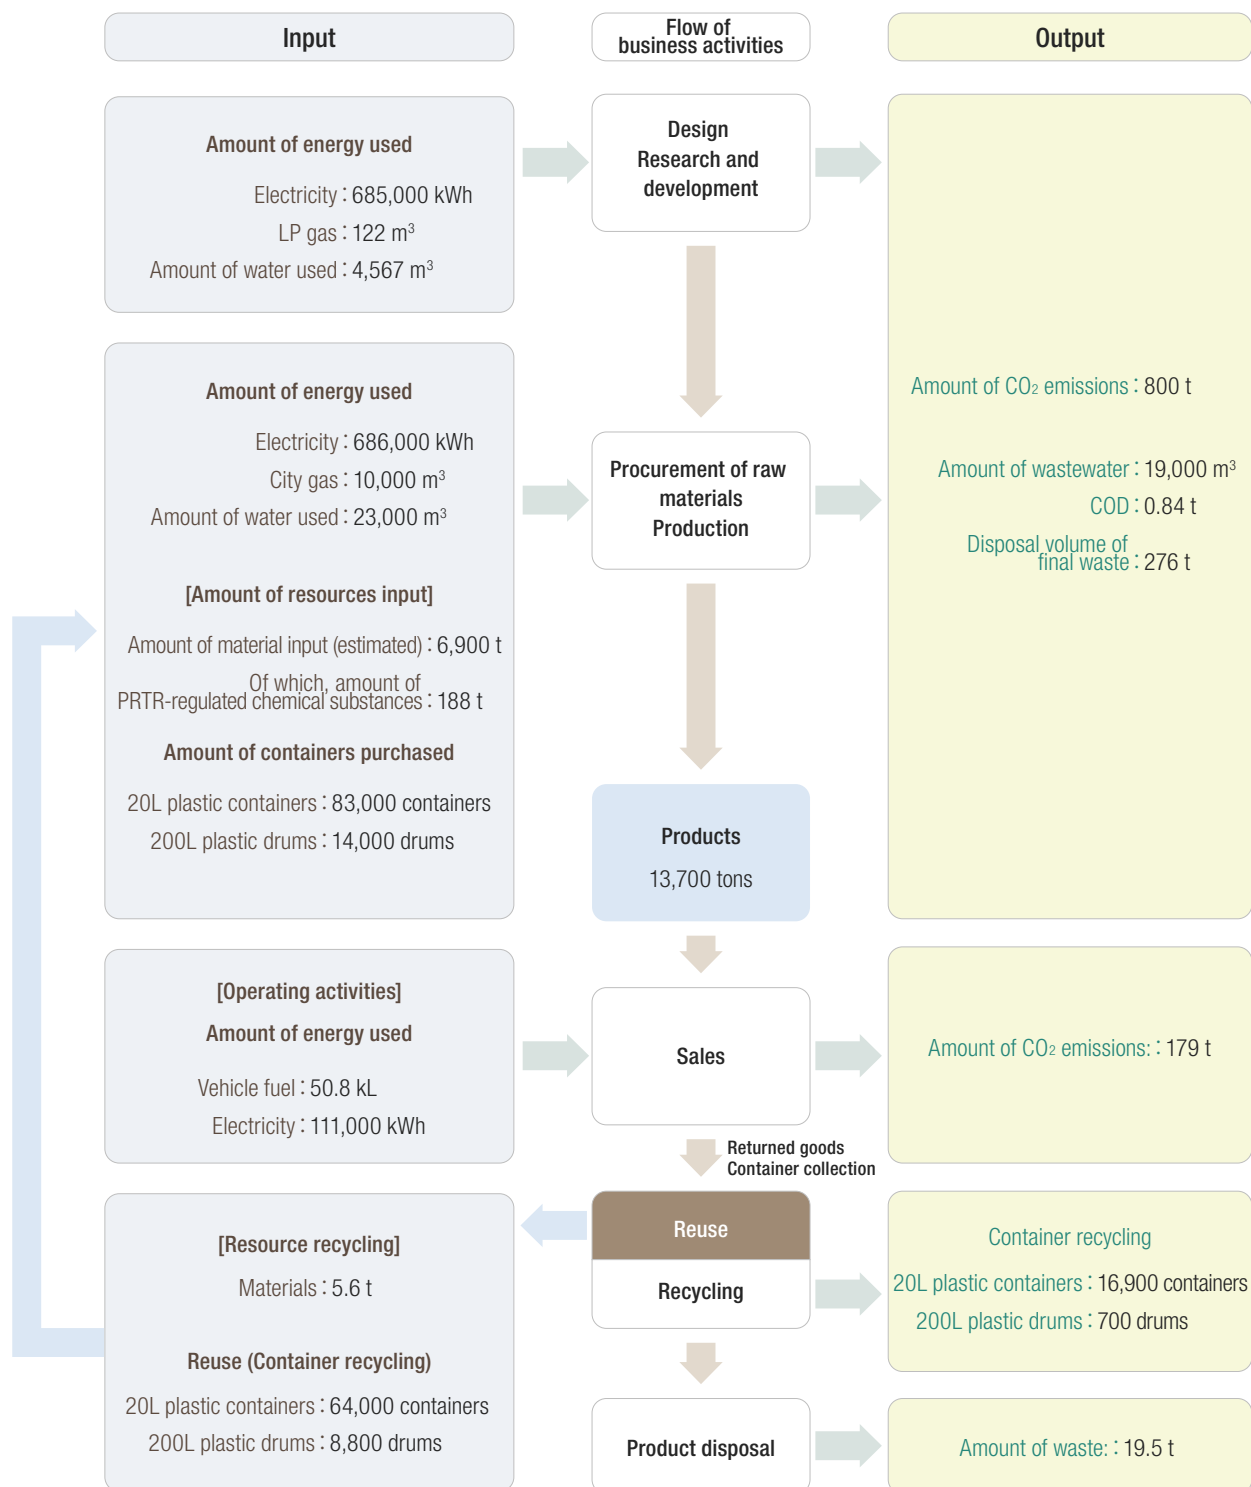 Input
Flow of
business activities
Output
Amount of energy used
Electricity : 685,000 kWh
LP gas : 122 m³
Amount of water used : 4,567 m³
Design
Research and
development
Amount of energy used
Electricity : 686,000 kWh
City gas : 10,000 m³
Amount of water used : 23,000 m³
[Amount of resources input]
Amount of material input (estimated) : 6,900 t
Of which, amount of
PRTR-regulated chemical substances : 188 t
Amount of containers purchased
20L plastic containers : 83,000 containers
200L plastic drums : 14,000 drums
Procurement of raw
materials
Production
Amount of CO₂ emissions : 800 t
Amount of wastewater : 19,000 m³
COD : 0.84 t
Disposal volume of
final waste : 276 t
Products
13,700 tons
[Operating activities]
Amount of energy used
Vehicle fuel : 50.8 kL
Electricity : 111,000 kWh
Sales
Amount of CO₂ emissions: : 179 t
Returned goods
Container collection
[Resource recycling]
Materials : 5.6 t
Reuse (Container recycling)
20L plastic containers : 64,000 containers
200L plastic drums : 8,800 drums
Reuse
Recycling
Container recycling
20L plastic containers : 16,900 containers
200L plastic drums : 700 drums
Product disposal
Amount of waste: : 19.5 t